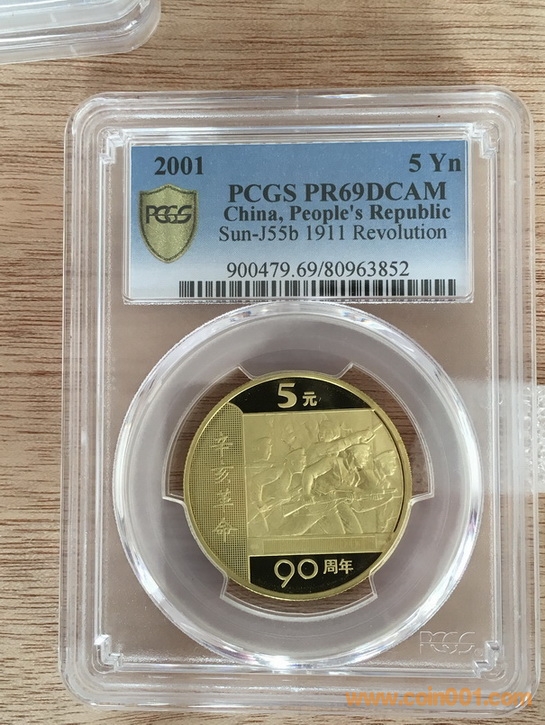 2001 5 Yn
PCGS PR69DCAM
China, People's Republic
PCGS Sun-J55b 1911 Revolution
900479.69/80963852
5元
辛亥革命
90周年
PCGS
www.coin001.com